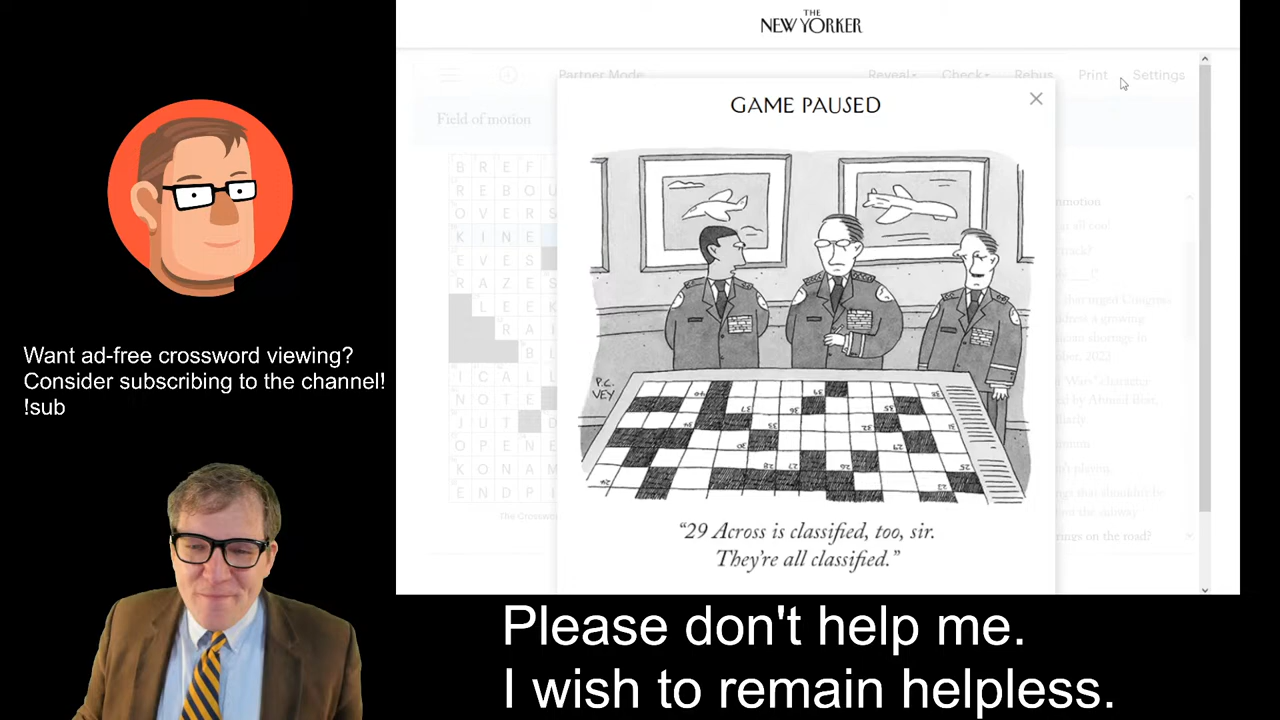 THE
NEW YORKER
Partner Mode
Reveal
Check
Rebus
Print
Settings
GAME PAUSED
Field of motion
B R E F
R E B O U
O V E R S
K I N E
E V E S
R A Z E S
L E E K
R A I
B L
I C A L L
N O T E
J U T D
O P E N E
K O N A M
E N D P I
P.C.
VEY
"29 Across is classified, too, sir.
They're all classified."
Want ad-free crossword viewing?
Consider subscribing to the channel!
!sub
Please don't help me.
I wish to remain helpless.